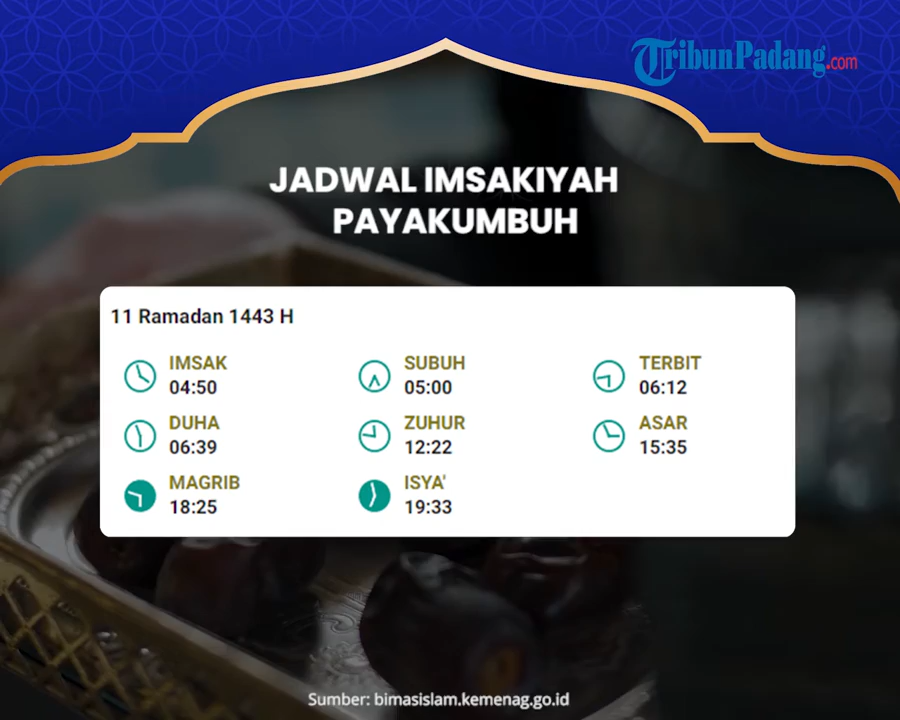 TribunPadang.com
JADWAL IMSAKIYAH
PAYAKUMBUH
11 Ramadan 1443 H
IMSAK
04:50
SUBUH
05:00
TERBIT
06:12
DUHA
06:39
ZUHUR
12:22
ASAR
15:35
MAGRIB
18:25
ISYA'
19:33
Sumber: bimasislam.kemenag.go.id